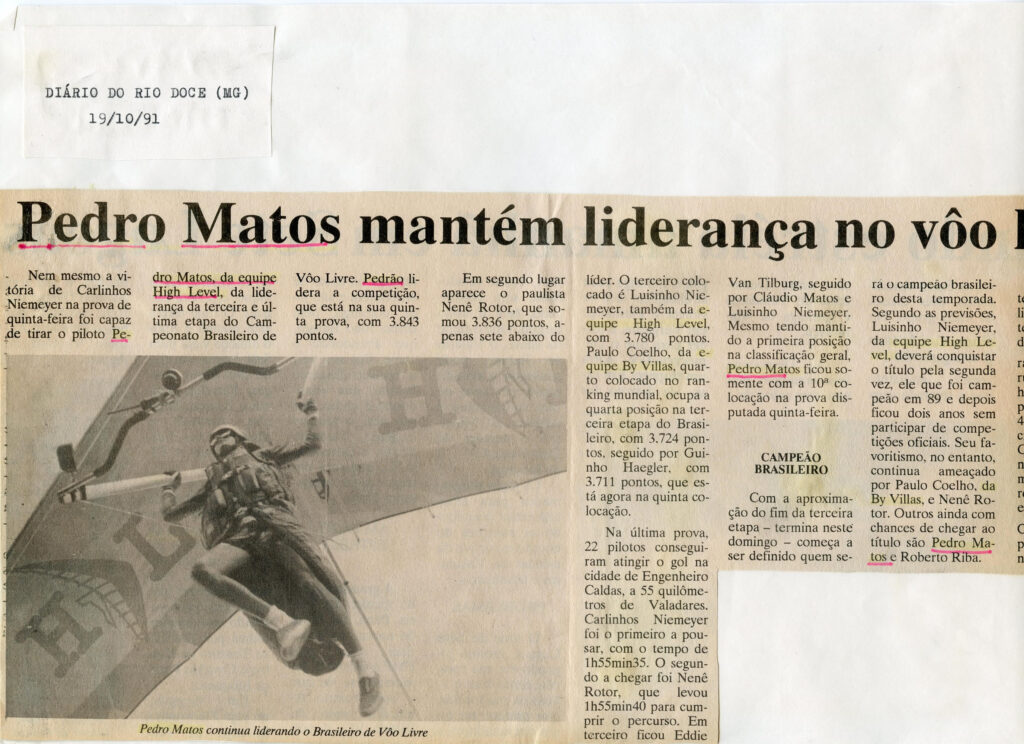 DIÁRIO DO RIO DOCE (MG)
19/10/91
Pedro Matos mantém liderança no vôo l
Nem mesmo a vi-
tória de Carlinhos
Niemeyer na prova de
quinta-feira foi capaz
de tirar o piloto Pe-
dro Matos, da equipe
High Level, da lide-
rança da terceira e úl-
tima etapa do Cam-
peonato Brasileiro de
Vôo Livre. Pedrão li-
dera a competição,
que está na sua quin-
ta prova, com 3.843
pontos.
Em segundo lugar
aparece o paulista
Nenê Rotor, que so-
mou 3.836 pontos, a-
penas sete abaixo do
líder. O terceiro colo-
cado é Luisinho Nie-
meyer, também da e-
quipe High Level,
com 3.780 pontos.
Paulo Coelho, da e-
quipe By Villas, quar-
to colocado no ran-
king mundial, ocupa a
quarta posição na ter-
ceira etapa do Brasi-
leiro, com 3.724 pon-
tos, seguido por Gui-
nho Haegler, com
3.711 pontos, que es-
tá agora na quinta co-
locação.
Na última prova,
22 pilotos consegui-
ram atingir o gol na
cidade de Engenheiro
Caldas, a 55 quilôme-
tros de Valadares.
Carlinhos Niemeyer
foi o primeiro a pou-
sar, com o tempo de
1h55min35. O segun-
do a chegar foi Nenê
Rotor, que levou
1h55min40 para cum-
prir o percurso. Em
terceiro ficou Eddie
Van Tilburg, seguido
por Cláudio Matos e
Luisinho Niemeyer.
Mesmo tendo manti-
do a primeira posição
na classificação geral,
Pedro Matos ficou so-
mente com a 10ª co-
locação na prova dis-
putada quinta-feira.
CAMPEÃO
BRASILEIRO
Com a aproxima-
ção do fim da terceira
etapa – termina neste
domingo – começa a
ser definido quem se-
rá o campeão brasilei-
ro desta temporada.
Segundo as previsões,
Luisinho Niemeyer,
da equipe High Le-
vel, deverá conquistar
o título pela segunda
vez, ele que foi cam-
peão em 89 e depois
ficou dois anos sem
participar de compe-
tições oficiais. Seu fa-
voritismo, no entanto,
continua ameaçado
por Paulo Coelho, da
By Villas, e Nenê Ro-
tor. Outros ainda com
chances de chegar ao
título são Pedro Ma-
tos e Roberto Riba.
Pedro Matos continua liderando o Brasileiro de Vôo Livre